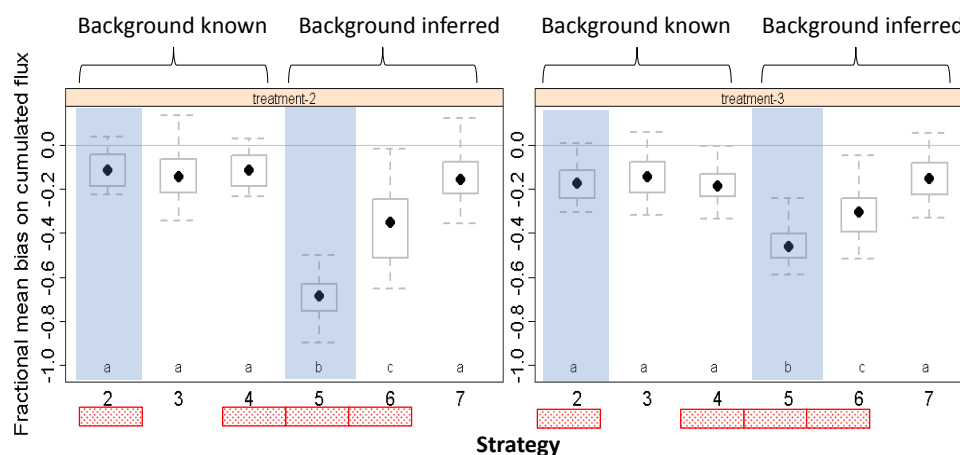 Background known
Background inferred
Background known
Background inferred
treatment-2
treatment-3
Fractional mean bias on cumulated flux
0.0
-0.2
-0.4
-0.6
-0.8
-1.0
0.0
-0.2
-0.4
-0.6
-0.8
-1.0
a a a b c a
a a a b c a
2 3 4 5 6 7
2 3 4 5 6 7
Strategy